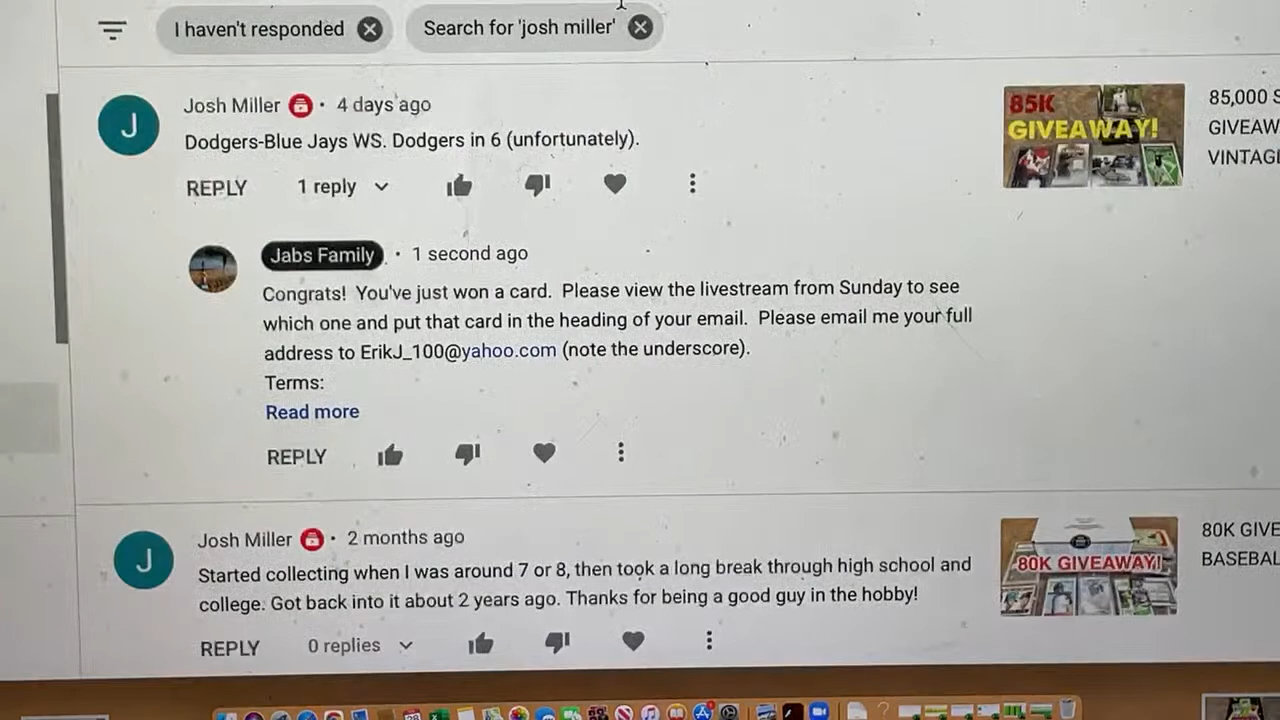 I haven't responded
Search for 'josh miller'
J
Josh Miller • 4 days ago
Dodgers-Blue Jays WS. Dodgers in 6 (unfortunately).
REPLY 1 reply
85K
GIVEAWAY!
85,000 S
GIVEAW
VINTAGE
Jabs Family • 1 second ago
Congrats! You've just won a card. Please view the livestream from Sunday to see
which one and put that card in the heading of your email. Please email me your full
address to ErikJ_100@yahoo.com (note the underscore).
Terms:
Read more
REPLY
J
Josh Miller • 2 months ago
Started collecting when I was around 7 or 8, then took a long break through high school and
college. Got back into it about 2 years ago. Thanks for being a good guy in the hobby!
REPLY 0 replies
80K GIVEAWAY!
80K GIVE
BASEBAL